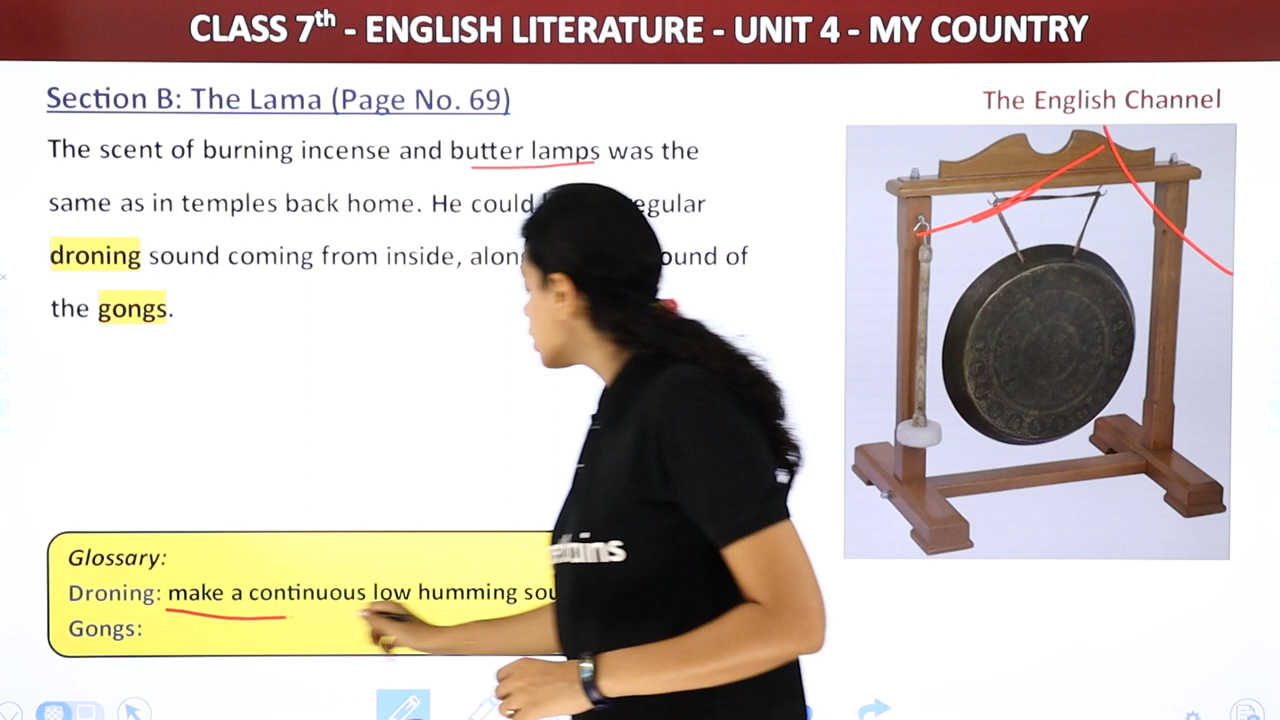 CLASS 7th - ENGLISH LITERATURE - UNIT 4 - MY COUNTRY
Section B: The Lama (Page No. 69)
The English Channel
The scent of burning incense and butter lamps was the
same as in temples back home. He could
droning sound coming from inside, of
the gongs.
Glossary:
Droning: make a continuous low humming
Gongs: